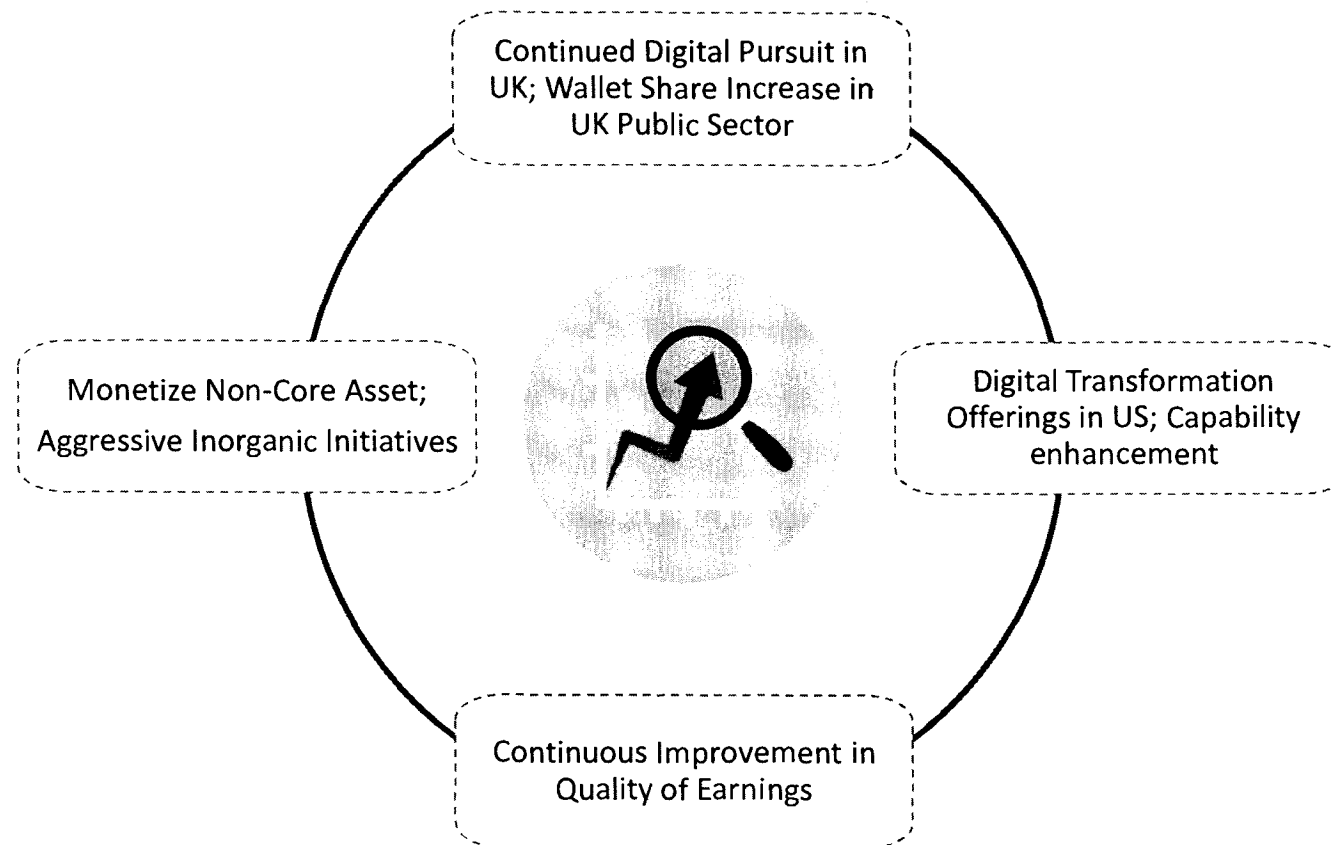 Continued Digital Pursuit in
UK; Wallet Share Increase in
UK Public Sector
Monetize Non-Core Asset;
Aggressive Inorganic Initiatives
Digital Transformation
Offerings in US; Capability
enhancement
Continuous Improvement in
Quality of Earnings